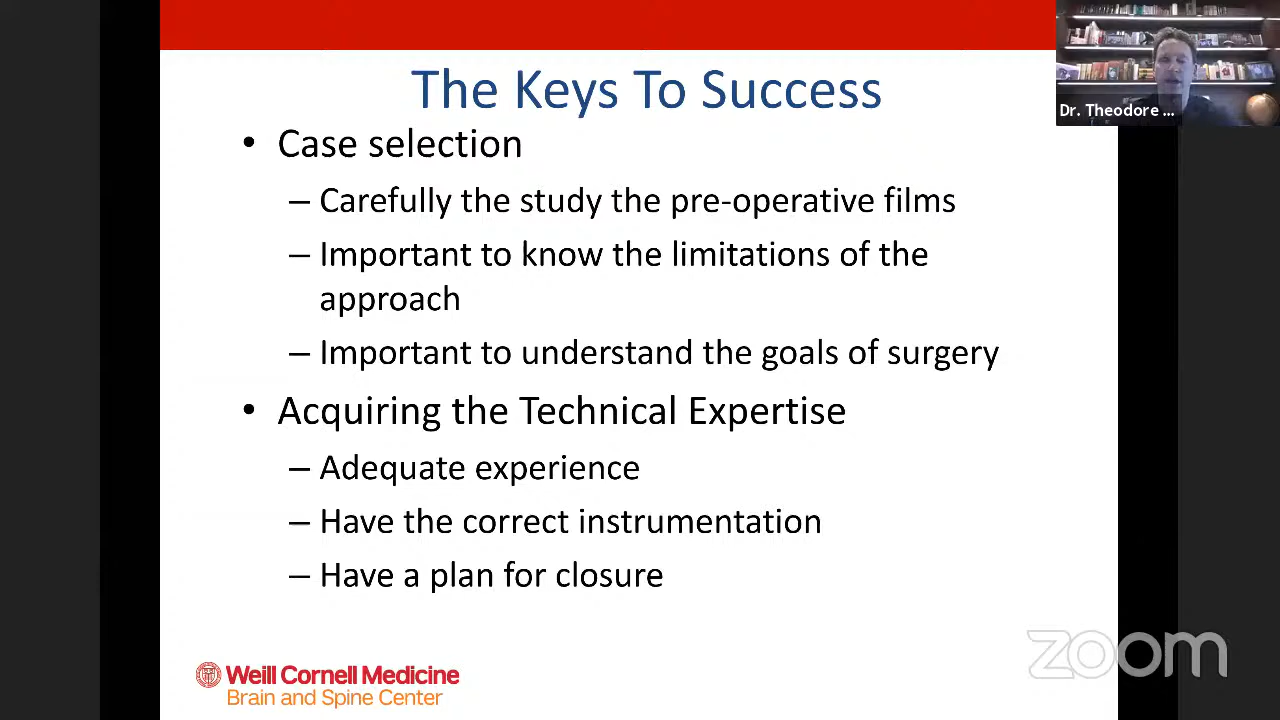 The Keys To Success
• Case selection
– Carefully the study the pre-operative films
– Important to know the limitations of the
approach
– Important to understand the goals of surgery
• Acquiring the Technical Expertise
– Adequate experience
– Have the correct instrumentation
– Have a plan for closure
Weill Cornell Medicine
Brain and Spine Center
Dr. Theodore ...
zoom